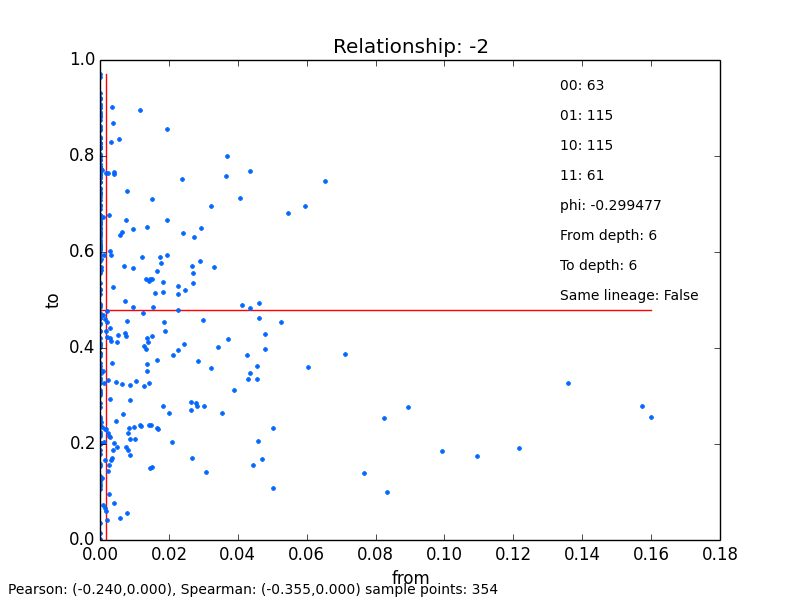 Relationship: -2
1.0
0.8
0.6
0.4
0.2
0.0
to
00: 63
01: 115
10: 115
11: 61
phi: -0.299477
From depth: 6
To depth: 6
Same lineage: False
0.00 0.02 0.04 0.06 0.08 0.10 0.12 0.14 0.16 0.18
from
Pearson: (-0.240,0.000), Spearman: (-0.355,0.000) sample points: 354